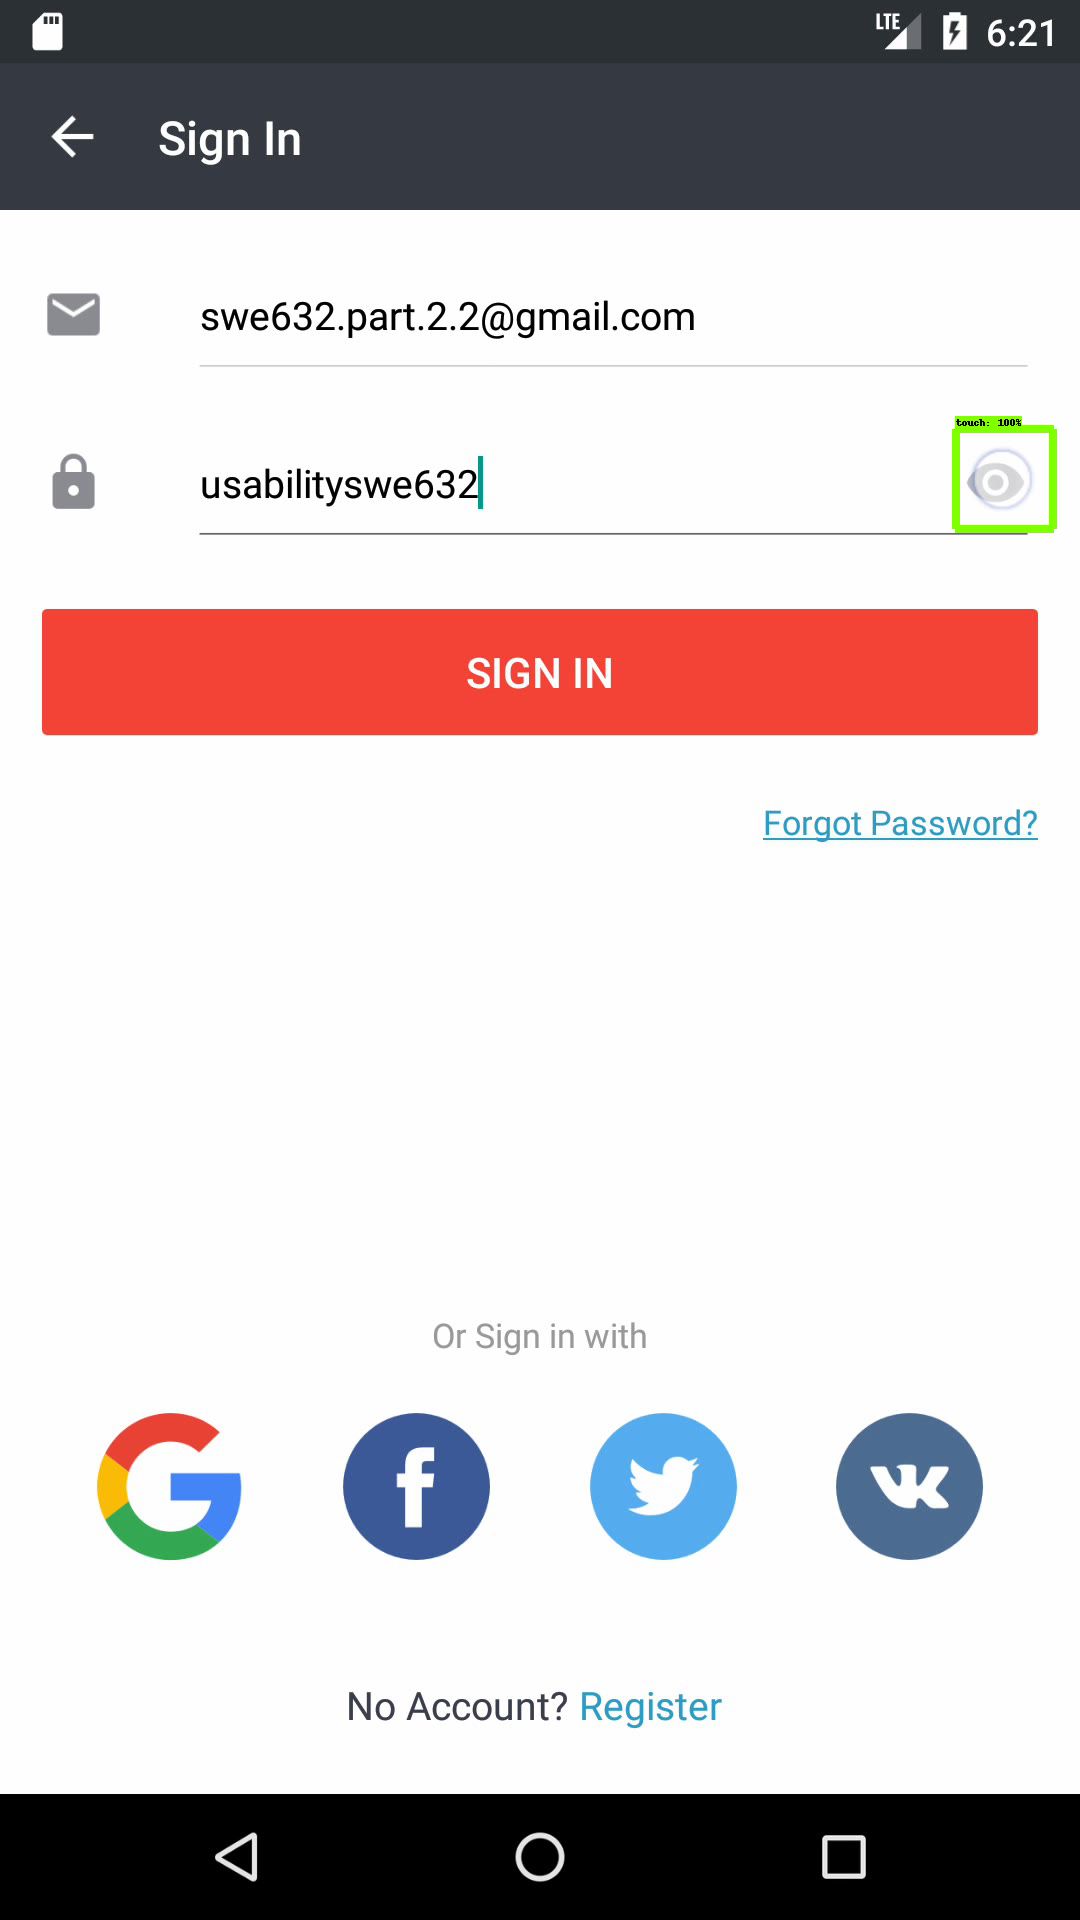 LTE 6:21
Sign In
swe632.part.2.2@gmail.com
touch: 100%
usabilityswe632
SIGN IN
Forgot Password?
Or Sign in with
No Account? Register